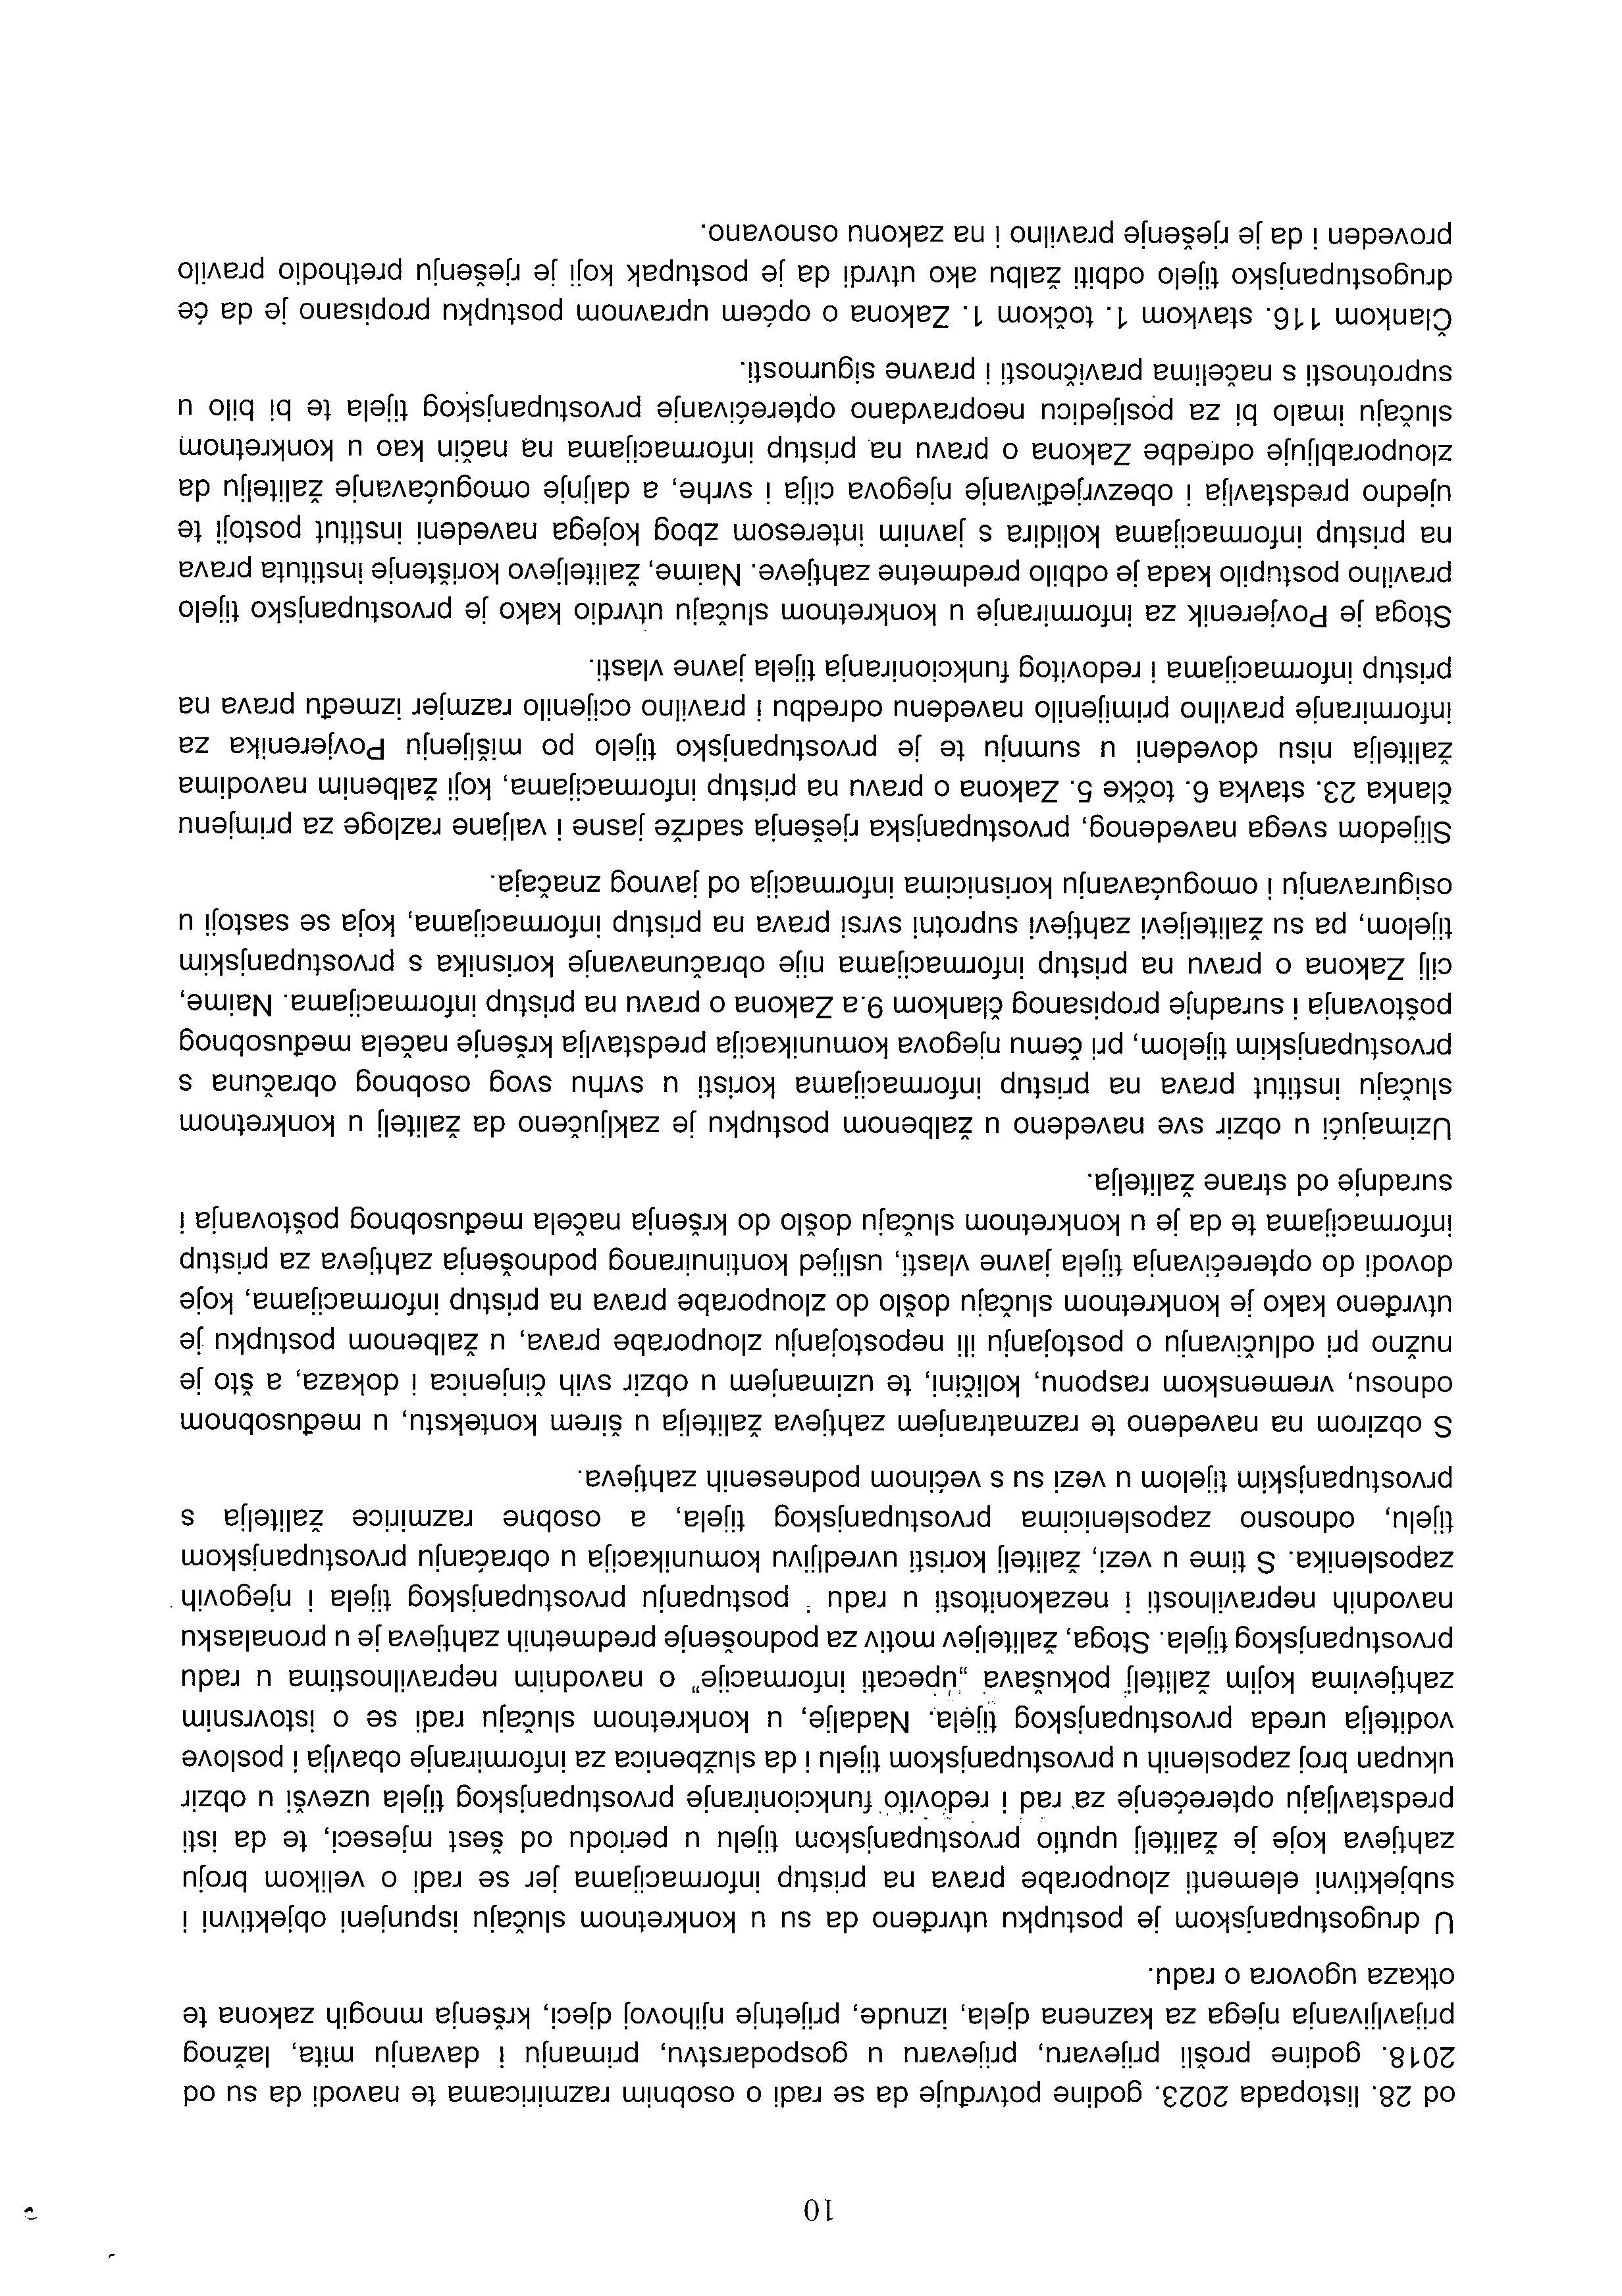 10
od 28. listopada 2023. godine potvrđuje da se radi o osobnim razmiricama te navodi da su od
2018. godine prošli prijevaru, prijevaru u gospodarstvu, primanju i davanju mita, lažnog
prijavljivanja njega za kaznena djela, iznude, prijetnje njihovoj djeci, kršenja mnogih zakona te
otkaza ugovora o radu.
U drugostupanjskom je postupku utvrđeno da su u konkretnom slučaju ispunjeni objektivni i
subjektivni elementi zlouporabe prava na pristup informacijama jer se radi o velikom broju
zahtjeva koje je žalitelj uputio prvostupanjskom tijelu u periodu od šest mjeseci, te da isti
predstavljaju opterećenje za rad i redovito funkcioniranje prvostupanjskog tijela uzevši u obzir
ukupan broj zaposlenih u prvostupanjskom tijelu i da službenica za informiranje obavlja i poslove
voditelja ureda prvostupanjskog tijela. Nadalje, u konkretnom slučaju radi se o istovrsnim
zahtjevima kojim žalitelj pokušava „upecati informacije" o navodnim nepravilnostima u radu
prvostupanjskog tijela. Stoga, žaliteljev motiv za podnošenje predmetnih zahtjeva je u pronalasku
navodnih nepravilnosti i nezakonitosti u radu : postupanju prvostupanjskog tijela i njegovih
zaposlenika. S time u vezi, žalitelj koristi uvredljivu komunikacija u obraćanju prvostupanjskom
tijelu, odnosno zaposlenicima prvostupanjskog tijela, a osobne razmirice žalitelja s
prvostupanjskim tijelom u vezi su s većinom podnesenih zahtjeva.
S obzirom na navedeno te razmatranjem zahtjeva žalitelja u širem kontekstu, u međusobnom
odnosu, vremenskom rasponu, količini, te uzimanjem u obzir svih činjenica i dokaza, a što je
nužno pri odlučivanju o postojanju ili nepostojanju zlouporabe prava, u žalbenom postupku je
utvrđeno kako je konkretnom slučaju došlo do zlouporabe prava na pristup informacijama, koje
dovodi do opterećivanja tijela javne vlasti, uslijed kontinuiranog podnošenja zahtjeva za pristup
informacijama te da je u konkretnom slučaju došlo do kršenja načela međusobnog poštovanja i
suradnje od strane žalitelja.
Uzimajući u obzir sve navedeno u žalbenom postupku je zaključeno da žalitelj u konkretnom
slučaju institut prava na pristup informacijama koristi u svrhu svog osobnog obračuna s
prvostupanjskim tijelom, pri čemu njegova komunikacija predstavlja kršenje načela međusobnog
poštovanja i suradnje propisanog člankom 9.a Zakona o pravu na pristup informacijama. Naime,
cilj Zakona o pravu na pristup informacijama nije obračunavanje korisnika s prvostupanjskim
tijelom, pa su žaliteljevi zahtjevi suprotni svrsi prava na pristup informacijama, koja se sastoji u
osiguravanju i omogućavanju korisnicima informacija od javnog značaja.
Slijedom svega navedenog, prvostupanjska rješenja sadrže jasne i valjane razloge za primjenu
članka 23. stavka 6. točke 5. Zakona o pravu na pristup informacijama, koji žalbenim navodima
žalitelja nisu dovedeni u sumnju te je prvostupanjsko tijelo po mišljenju Povjerenika za
informiranje pravilno primijenilo navedenu odredbu i pravilno ocijenilo razmjer između prava na
pristup informacijama i redovitog funkcioniranja tijela javne vlasti.
Stoga je Povjerenik za informiranje u konkretnom slučaju utvrdio kako je prvostupanjsko tijelo
pravilno postupilo kada je odbilo predmetne zahtjeve. Naime, žaliteljevo korištenje instituta prava
na pristup informacijama kolidira s javnim interesom zbog kojega navedeni institut postoji te
ujedno predstavlja i obezvrjeđivanje njegova cilja i svrhe, a daljnje omogućavanje žalitelju da
zlouporabljuje odredbe Zakona o pravu na pristup informacijama na način kao u konkretnom
slučaju imalo bi za posljedicu neopravdano opterećivanje prvostupanjskog tijela te bi bilo u
suprotnosti s načelima pravičnosti i pravne sigurnosti.
Člankom 116. stavkom 1. točkom 1. Zakona o općem upravnom postupku propisano je da će
drugostupanjsko tijelo odbiti žalbu ako utvrdi da je postupak koji je rješenju prethodio pravilo
proveden i da je rješenje pravilno i na zakonu osnovano.